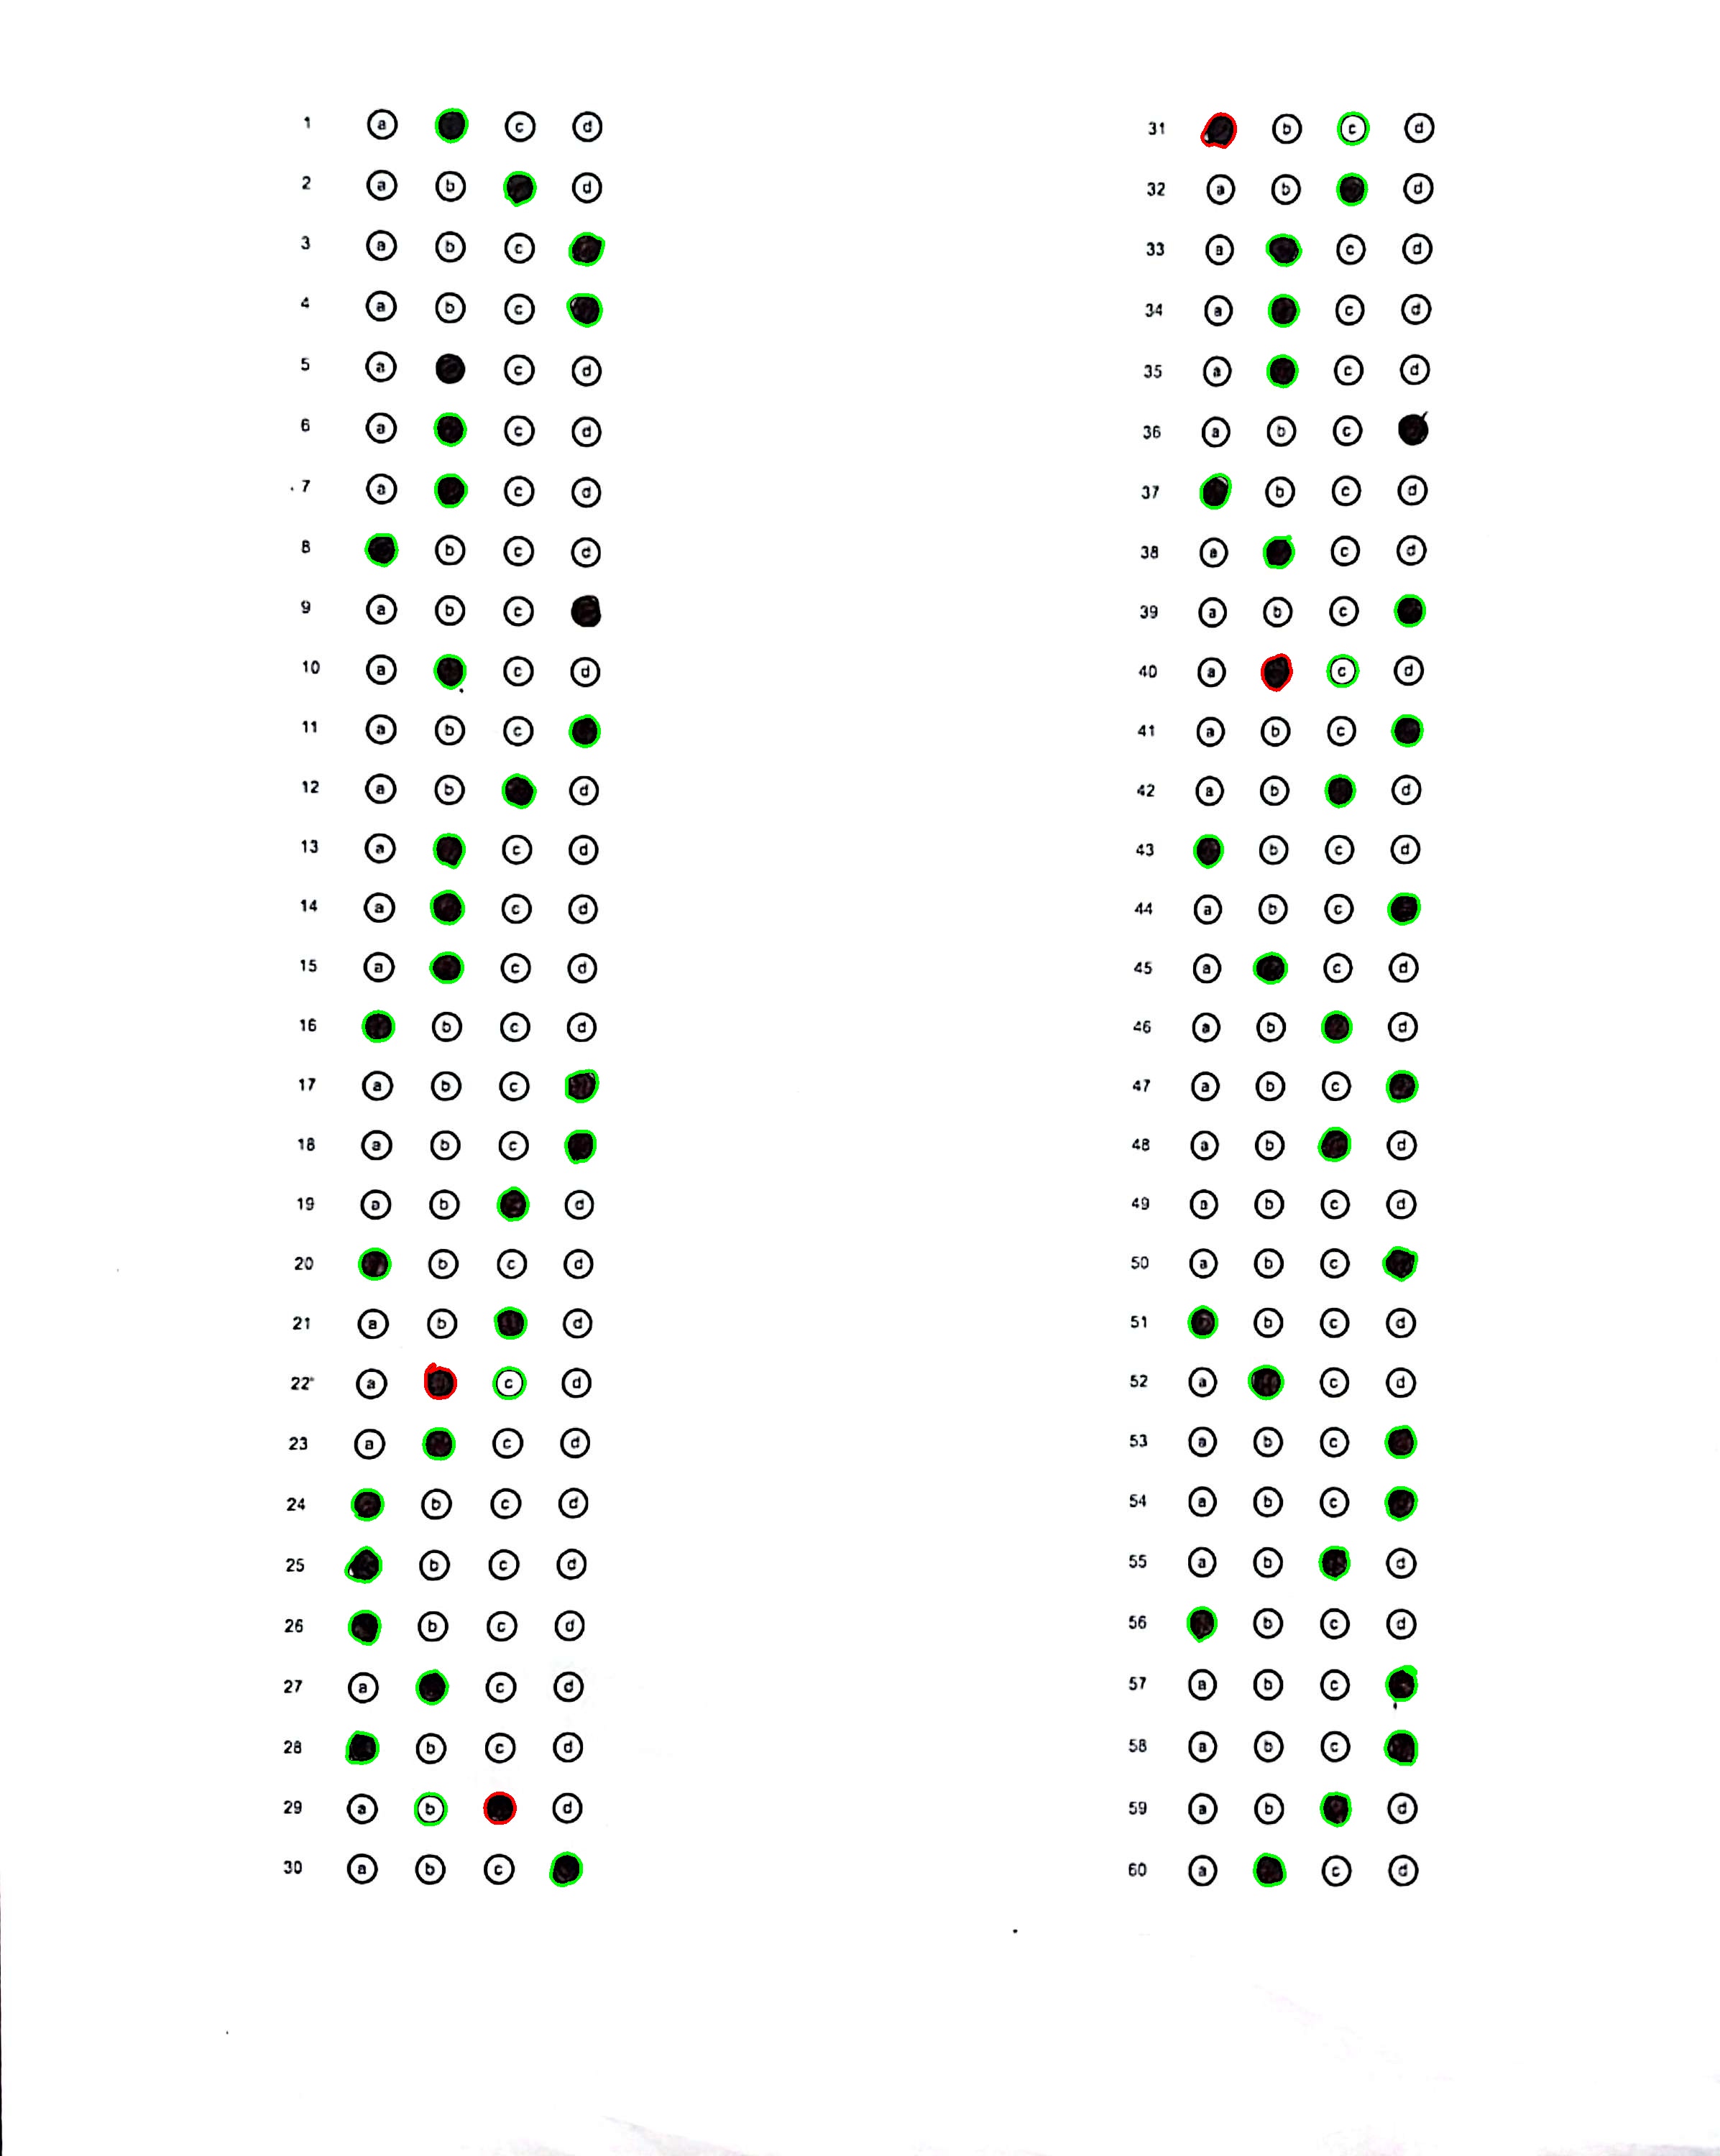 1 a c d
2 a b d
3 a b c
4 a b c
5 a c d
6 a c d
7 a c d
8 b c d
9 a b c
10 a c d
11 a b c
12 a b d
13 a c d
14 a c d
15 a c d
16 b c d
17 a b c
18 a b c
19 a b d
20 b c d
21 a b d
22 a c d
23 a c d
24 b c d
25 b c d
26 b c d
27 a c d
28 b c d
29 a b d
30 a b c
31 b c d
32 a b d
33 a c d
34 a c d
35 a c d
36 a b c
37 b c d
38 a c d
39 a b c
40 a c d
41 a b c
42 a b d
43 b c d
44 a b c
45 a c d
46 a b d
47 a b c
48 a b d
49 a b c d
50 a b c
51 b c d
52 a c d
53 a b c
54 a b c
55 a b d
56 b c d
57 a b c
58 a b c
59 a b d
60 a c d